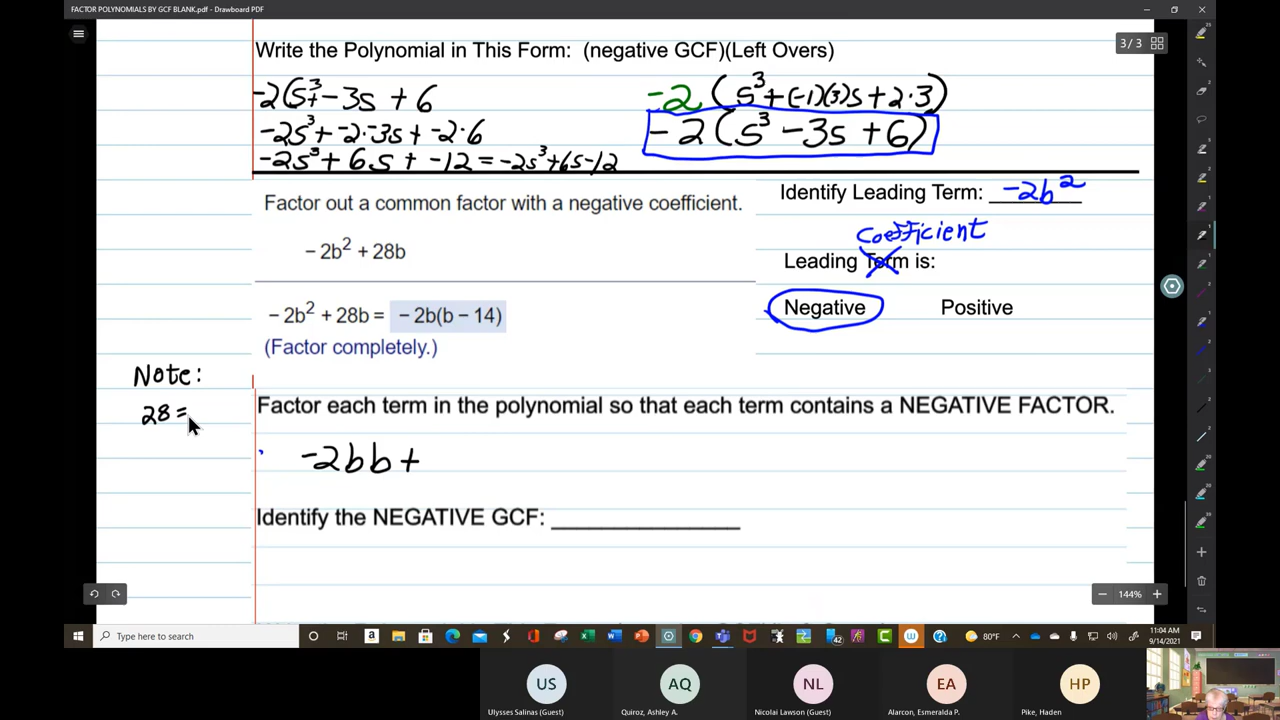 FACTOR POLYNOMIALS BY GCF BLANK.pdf - Drawboard PDF
3/3
Write the Polynomial in This Form: (negative GCF)(Left Overs)
-2(s³+-3s+6
-2s³+-2·-3s+-2·6
-2s³+6s+-12=-2s³+6s-12
-2(s³+(-1)(3)s+2·3)
-2(s³-3s+6)
Factor out a common factor with a negative coefficient.
-2b²+28b
-2b²+28b= -2b(b-14)
(Factor completely.)
Identify Leading Term: -2b²
Coefficient
Leading Term is:
Negative Positive
Note:
28=
Factor each term in the polynomial so that each term contains a NEGATIVE FACTOR.
-2bb+
Identify the NEGATIVE GCF: ________________
144%
Type here to search
42
80°F
11:04 AM
9/14/2021
US
Ulysses Salinas (Guest)
AQ
Quiroz, Ashley A.
NL
Nicolai Lawson (Guest)
EA
Alarcon, Esmeralda P.
HP
Pike, Haden